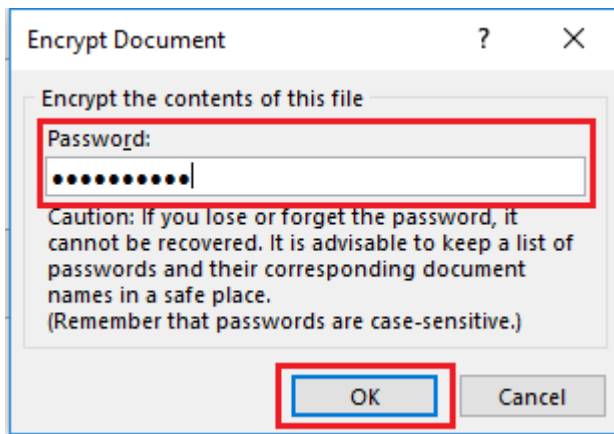 Encrypt Document
Encrypt the contents of this file
Password:
••••••••••
Caution: If you lose or forget the password, it
cannot be recovered. It is advisable to keep a list of
passwords and their corresponding document
names in a safe place.
(Remember that passwords are case-sensitive.)
OK Cancel